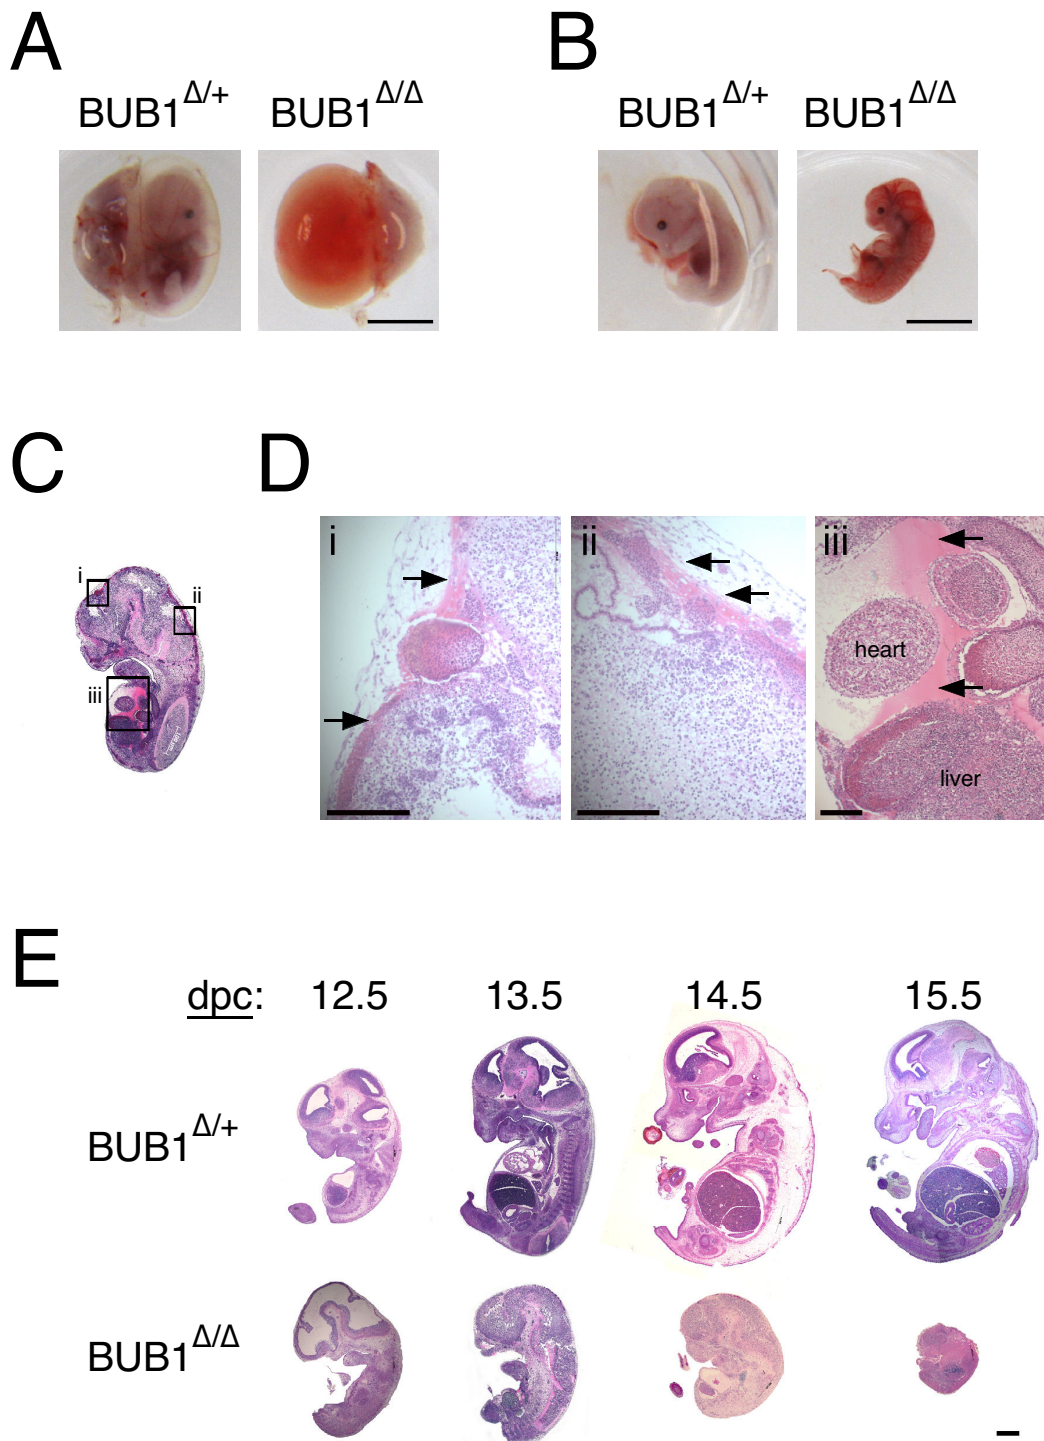 A
B
BUB1Δ/+
BUB1Δ/Δ
BUB1Δ/+
BUB1Δ/Δ
C
D
i
ii
iii
i
ii
iii
heart
liver
E
dpc:
12.5
13.5
14.5
15.5
BUB1Δ/+
BUB1Δ/Δ